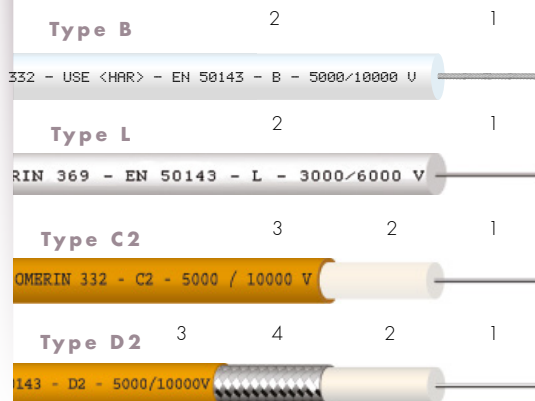 Type B 2 1
332 - USE <HAR> - EN 50143 - B - 5000/10000 V
Type L 2 1
RIN 369 - EN 50143 - L - 3000/6000 V
Type C2 3 2 1
OMERIN 332 - C2 - 5000 / 10000 V
Type D2 3 4 2 1
0143 - D2 - 5000/10000V